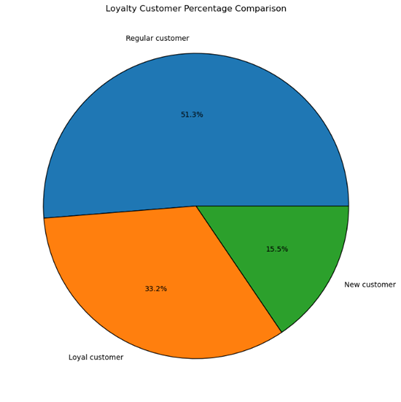 Loyalty Customer Percentage Comparison
Regular customer
51.3%
15.5%
33.2%
New customer
Loyal customer